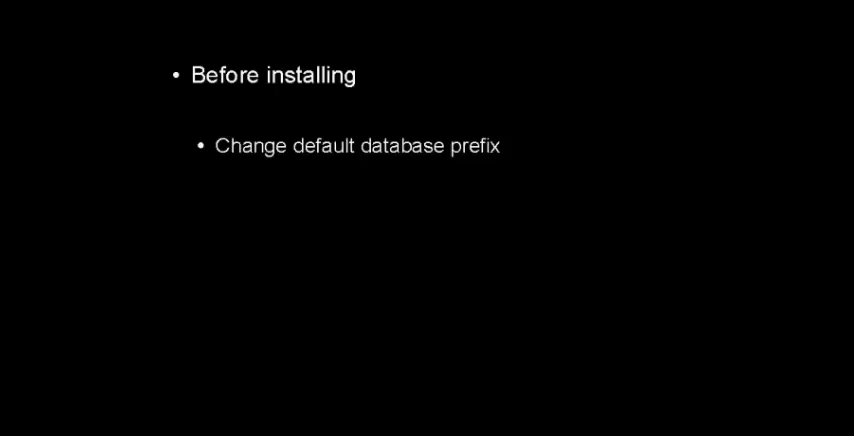 • Before installing
• Change default database prefix